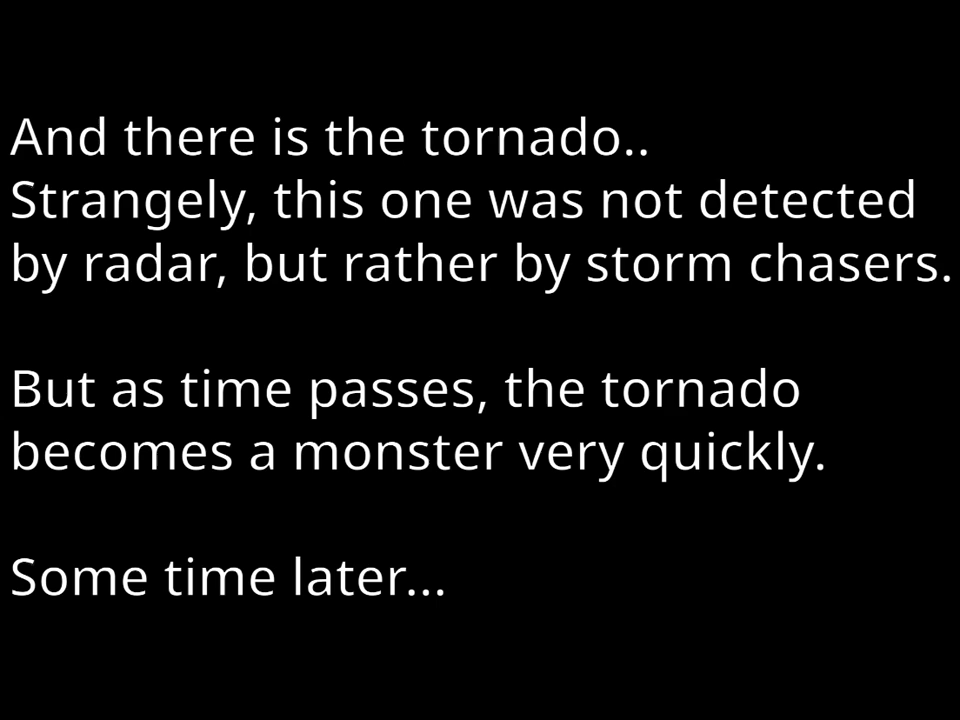 And there is the tornado..
Strangely, this one was not detected
by radar, but rather by storm chasers.
But as time passes, the tornado
becomes a monster very quickly.
Some time later...